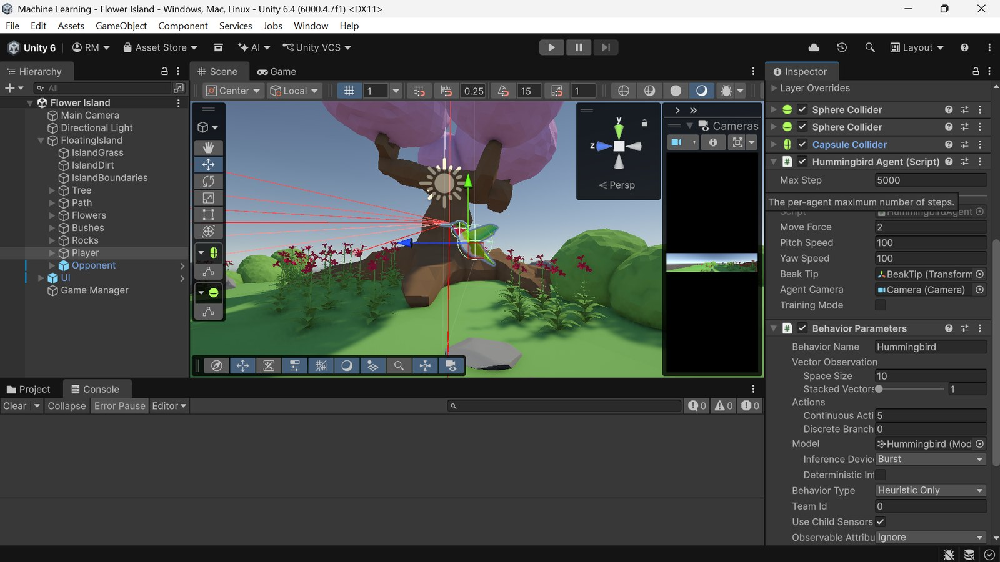 Machine Learning - Flower Island - Windows, Mac, Linux - Unity 6.4 (6000.4.7f1) <DX11>
File Edit Assets GameObject Component Services Jobs Window Help
Unity 6 RM Asset Store AI Unity VCS Layout
Hierarchy
All
Flower Island
Main Camera
Directional Light
FloatingIsland
IslandGrass
IslandDirt
IslandBoundaries
Tree
Path
Flowers
Bushes
Rocks
Player
Opponent
UI
Game Manager
Scene Game
Center Local 1 0.25 15 1
y
z
Persp
Cameras
Inspector
Layer Overrides
Sphere Collider
Sphere Collider
Capsule Collider
# Hummingbird Agent (Script)
Max Step 5000
The per-agent maximum number of steps.
Script HummingbirdAgent
Move Force 2
Pitch Speed 100
Yaw Speed 100
Beak Tip BeakTip (Transform
Agent Camera Camera (Camera)
Training Mode
# Behavior Parameters
Behavior Name Hummingbird
Vector Observation
Space Size 10
Stacked Vectors 1
Actions
Continuous Acti 5
Discrete Branch 0
Model Hummingbird (Mod
Inference Devic Burst
Deterministic Inf
Behavior Type Heuristic Only
Team Id 0
Use Child Sensors
Observable Attribu Ignore
Project Console
Clear Collapse Error Pause Editor 0 0 0